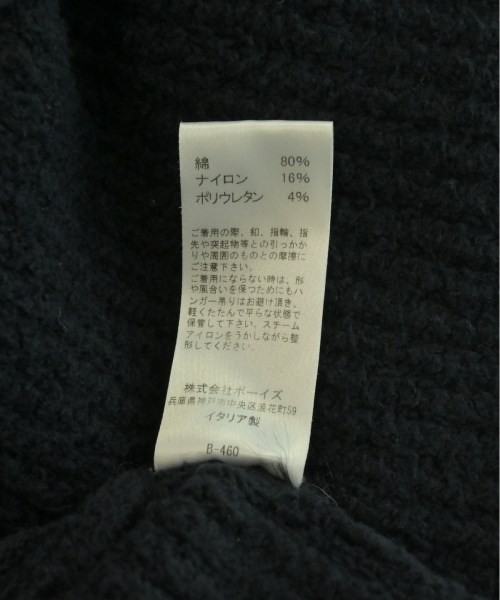 綿 80%
ナイロン 16%
ポリウレタン 4%
ご着用の際、釦、指輪、指
先や突起物等との引っかか
りや周囲のものとの摩擦に
ご注意下さい。
ご着用にならない時は、形
や風合いを保つためにもハ
ンガー吊りはお避け頂き、
軽くたたんで平らな状態で
保管して下さい。スチーム
アイロンをうかしながら整
形してください。
株式会社ボーイズ
兵庫県神戸市中央区浪花町59
イタリア製
B-460